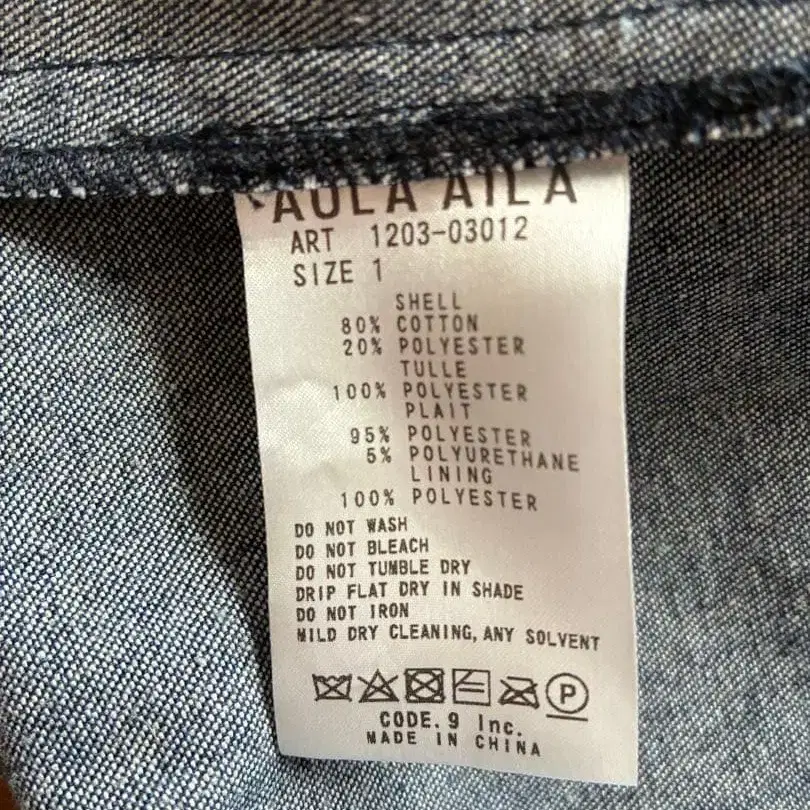 AULA AILA
ART 1203-03012
SIZE 1
SHELL
80% COTTON
20% POLYESTER
TULLE
100% POLYESTER
PLAIT
95% POLYESTER
5% POLYURETHANE
LINING
100% POLYESTER
DO NOT WASH
DO NOT BLEACH
DO NOT TUMBLE DRY
DRIP FLAT DRY IN SHADE
DO NOT IRON
MILD DRY CLEANING, ANY SOLVENT
P
CODE.9 Inc.
MADE IN CHINA